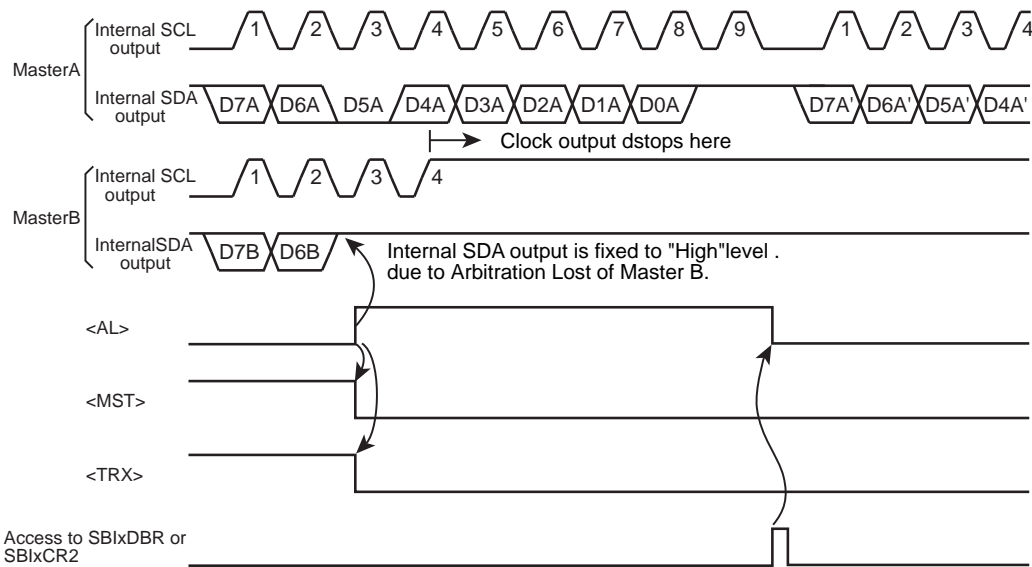 Internal SCL
output
1 2 3 4 5 6 7 8 9 1 2 3 4
MasterA
Internal SDA
output
D7A D6A D5A D4A D3A D2A D1A D0A D7A' D6A' D5A' D4A'
Clock output dstops here
Internal SCL
output
1 2 3 4
MasterB
InternalSDA
output
D7B D6B
Internal SDA output is fixed to "High"level .
due to Arbitration Lost of Master B.
<AL>
<MST>
<TRX>
Access to SBIxDBR or
SBIxCR2